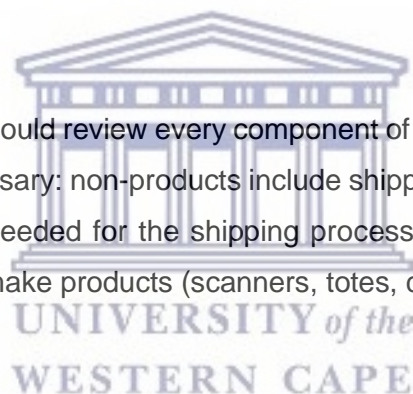 ould review every component of
sary: non-products include shipp
eeded for the shipping process
nake products (scanners, totes, c
UNIVERSITY of the
WESTERN CAPE